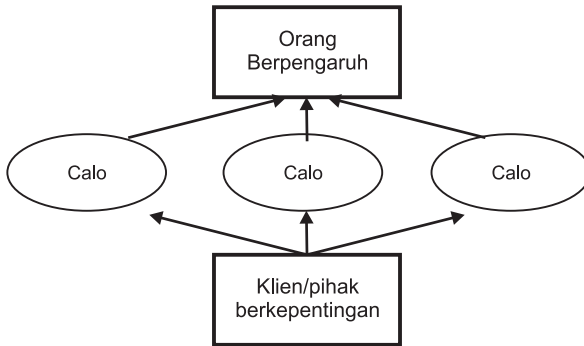 Orang
Berpengaruh
Calo
Calo
Calo
Klien/pihak
berkepentingan